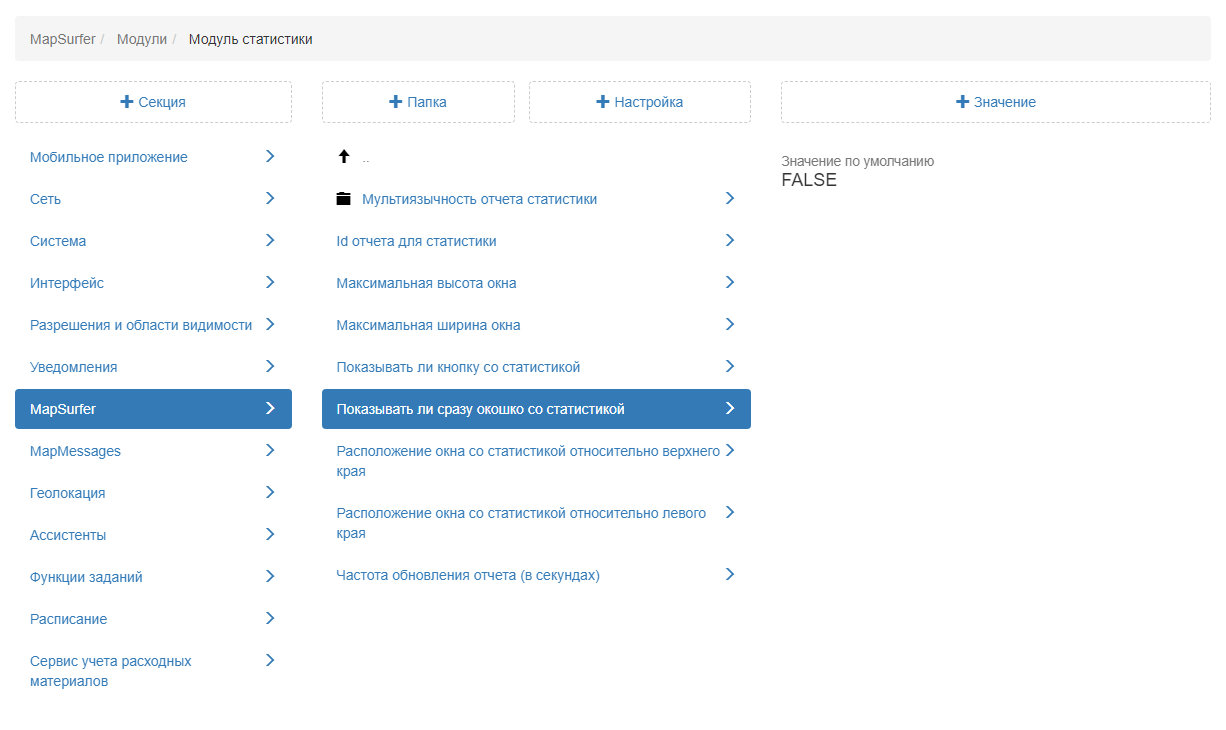 MapSurfer / Модули / Модуль статистики
Секция
Папка
Настройка
Значение
Мобильное приложение
Сеть
Система
Интерфейс
Разрешения и области видимости
Уведомления
MapSurfer
MapMessages
Геолокация
Ассистенты
Функции заданий
Расписание
Сервис учета расходных
материалов
..
Мультиязычность отчета статистики
Id отчета для статистики
Максимальная высота окна
Максимальная ширина окна
Показывать ли кнопку со статистикой
Показывать ли сразу окошко со статистикой
Расположение окна со статистикой относительно верхнего
края
Расположение окна со статистикой относительно левого
края
Частота обновления отчета (в секундах)
Значение по умолчанию
FALSE